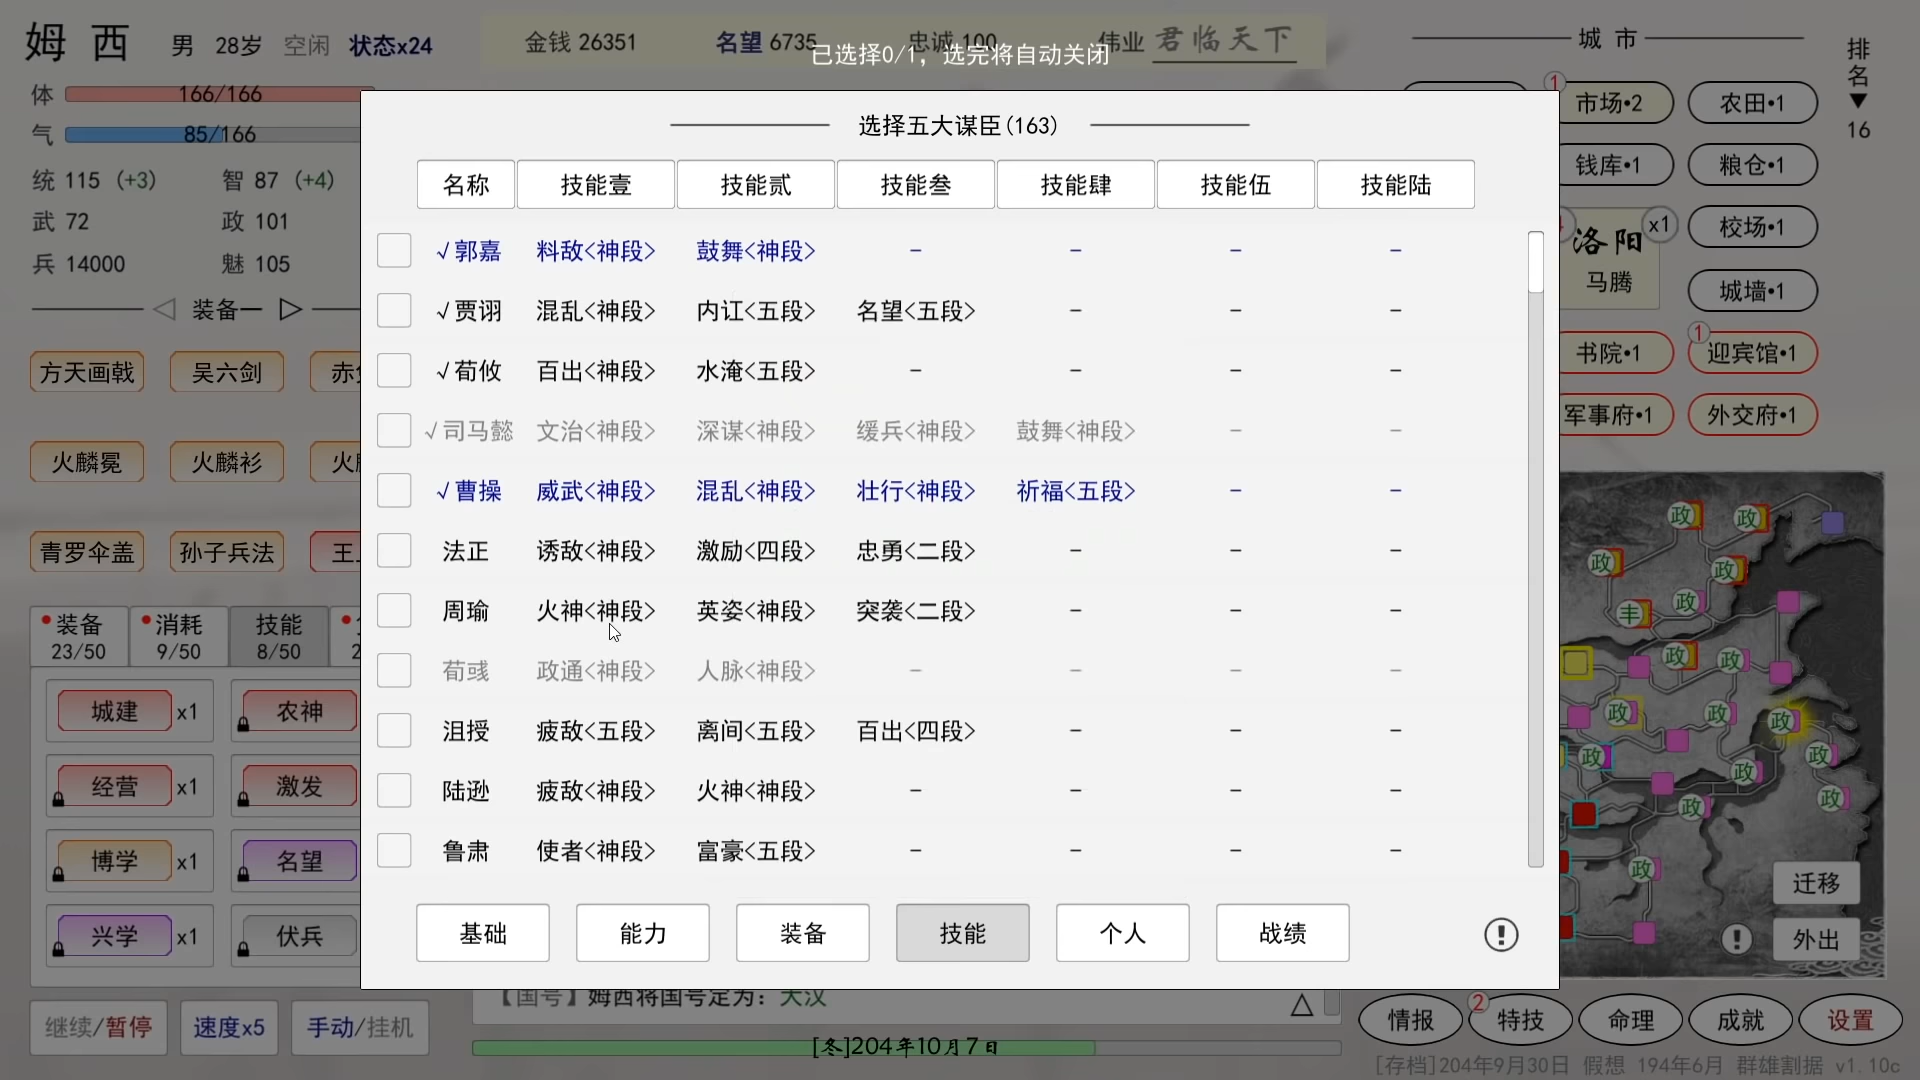 姆 西 男 28岁 空闲 状态x24
金钱 26351 名望 6735 忠诚 100 伟业 君临天下
已选择0/1，选完将自动关闭
城 市
排名▼16
体 166/166
气 85/166
统 115 (+3) 智 87 (+4)
武 72 政 101
兵 14000 魅 105
◁ 装备一 ▷
方天画戟 吴六剑
火麟冕 火麟衫
青罗伞盖 孙子兵法
装备 23/50 消耗 9/50 技能 8/50
城建 x1 农神
经营 x1 激发
博学 x1 名望
兴学 x1 伏兵
继续/暂停 速度x5 手动/挂机
选择五大谋臣(163)
名称 技能壹 技能贰 技能叁 技能肆 技能伍 技能陆
√郭嘉 料敌<神段> 鼓舞<神段> － － － －
√贾诩 混乱<神段> 内讧<五段> 名望<五段> － － －
√荀攸 百出<神段> 水淹<五段> － － － －
√司马懿 文治<神段> 深谋<神段> 缓兵<神段> 鼓舞<神段> － －
√曹操 威武<神段> 混乱<神段> 壮行<神段> 祈福<五段> － －
法正 诱敌<神段> 激励<四段> 忠勇<二段> － － －
周瑜 火神<神段> 英姿<神段> 突袭<二段> － － －
荀彧 政通<神段> 人脉<神段> － － － －
沮授 疲敌<五段> 离间<五段> 百出<四段> － － －
陆逊 疲敌<神段> 火神<神段> － － － －
鲁肃 使者<神段> 富豪<五段> － － － －
基础 能力 装备 技能 个人 战绩
1 市场•2 农田•1
钱库•1 粮仓•1
洛阳 x1 校场•1
马腾 城墙•1
书院•1 1 迎宾馆•1
军事府•1 外交府•1
政 政
政 政
丰 政
政 政
政 政 政
政 政 政
政 政
政
迁移
外出
【国号】姆西将国号定为：大汉
[冬]204年10月7日
情报 2 特技 命理 成就 设置
[存档]204年9月30日 假想 194年6月 群雄割据 v1.10c